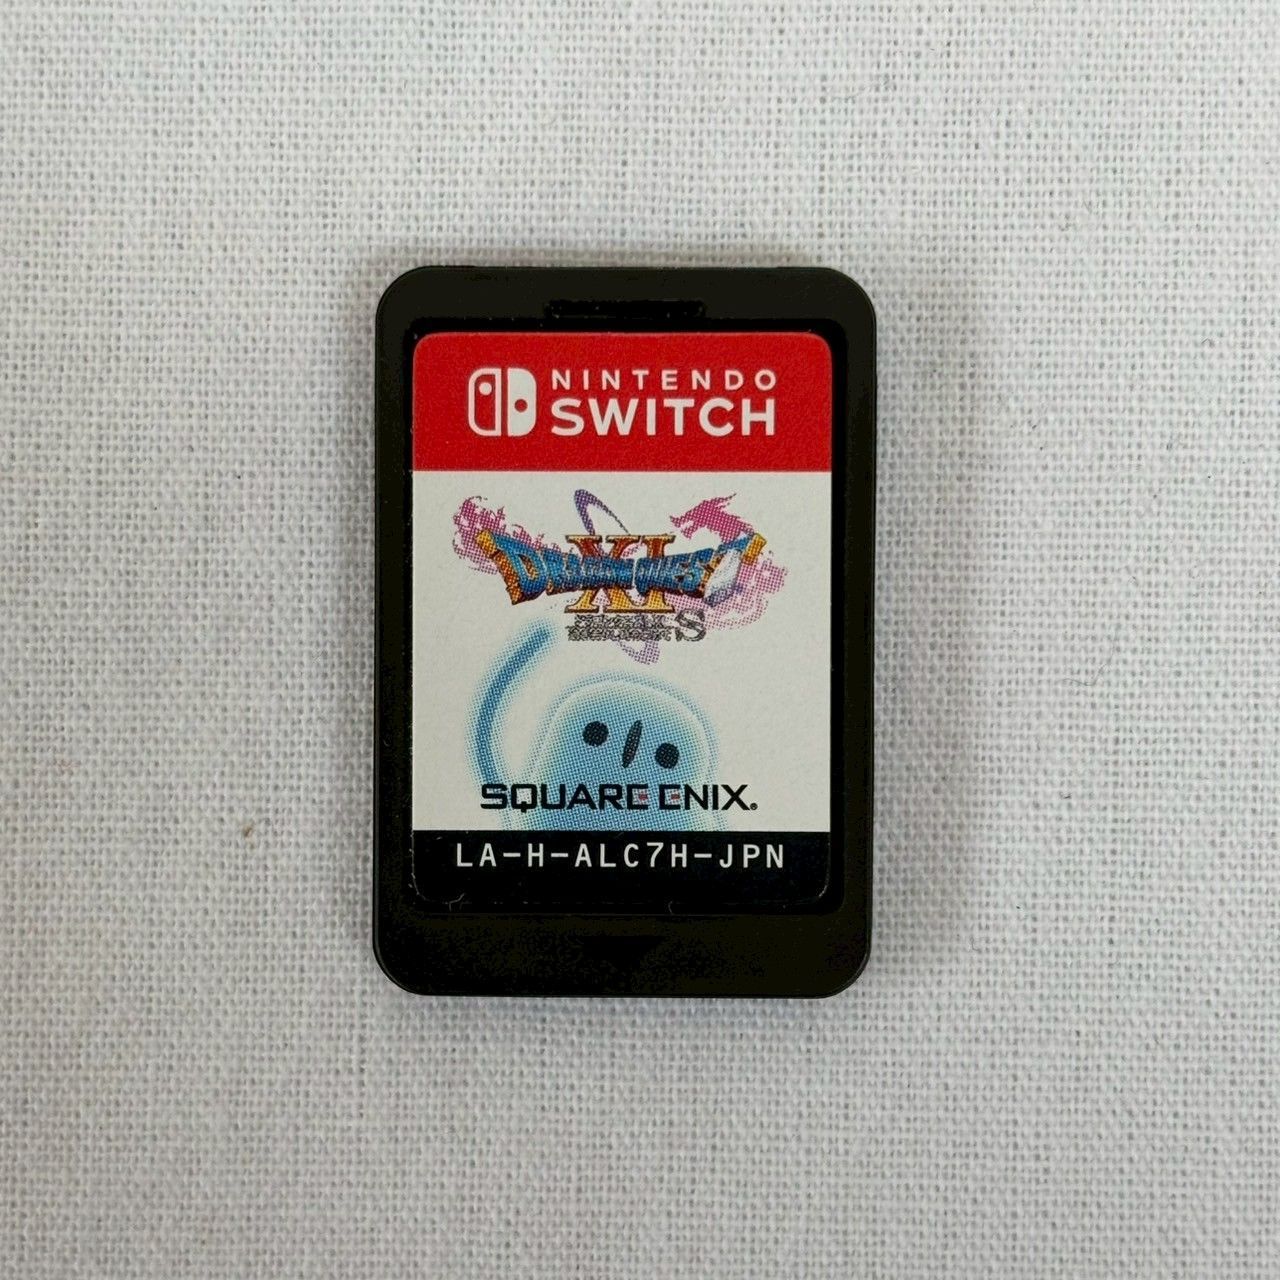 NINTENDO
SWITCH
DRAGON QUEST
XI
S
SQUARE ENIX®
LA-H-ALC7H-JPN